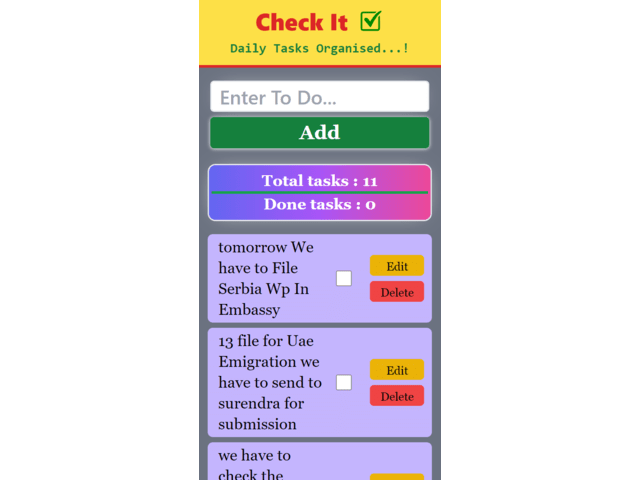 Check It
Daily Tasks Organised...!
Enter To Do...
Add
Total tasks : 11
Done tasks : 0
tomorrow We
have to File
Serbia Wp In
Embassy
Edit
Delete
13 file for Uae
Emigration we
have to send to
surendra for
submission
Edit
Delete
we have to
check the